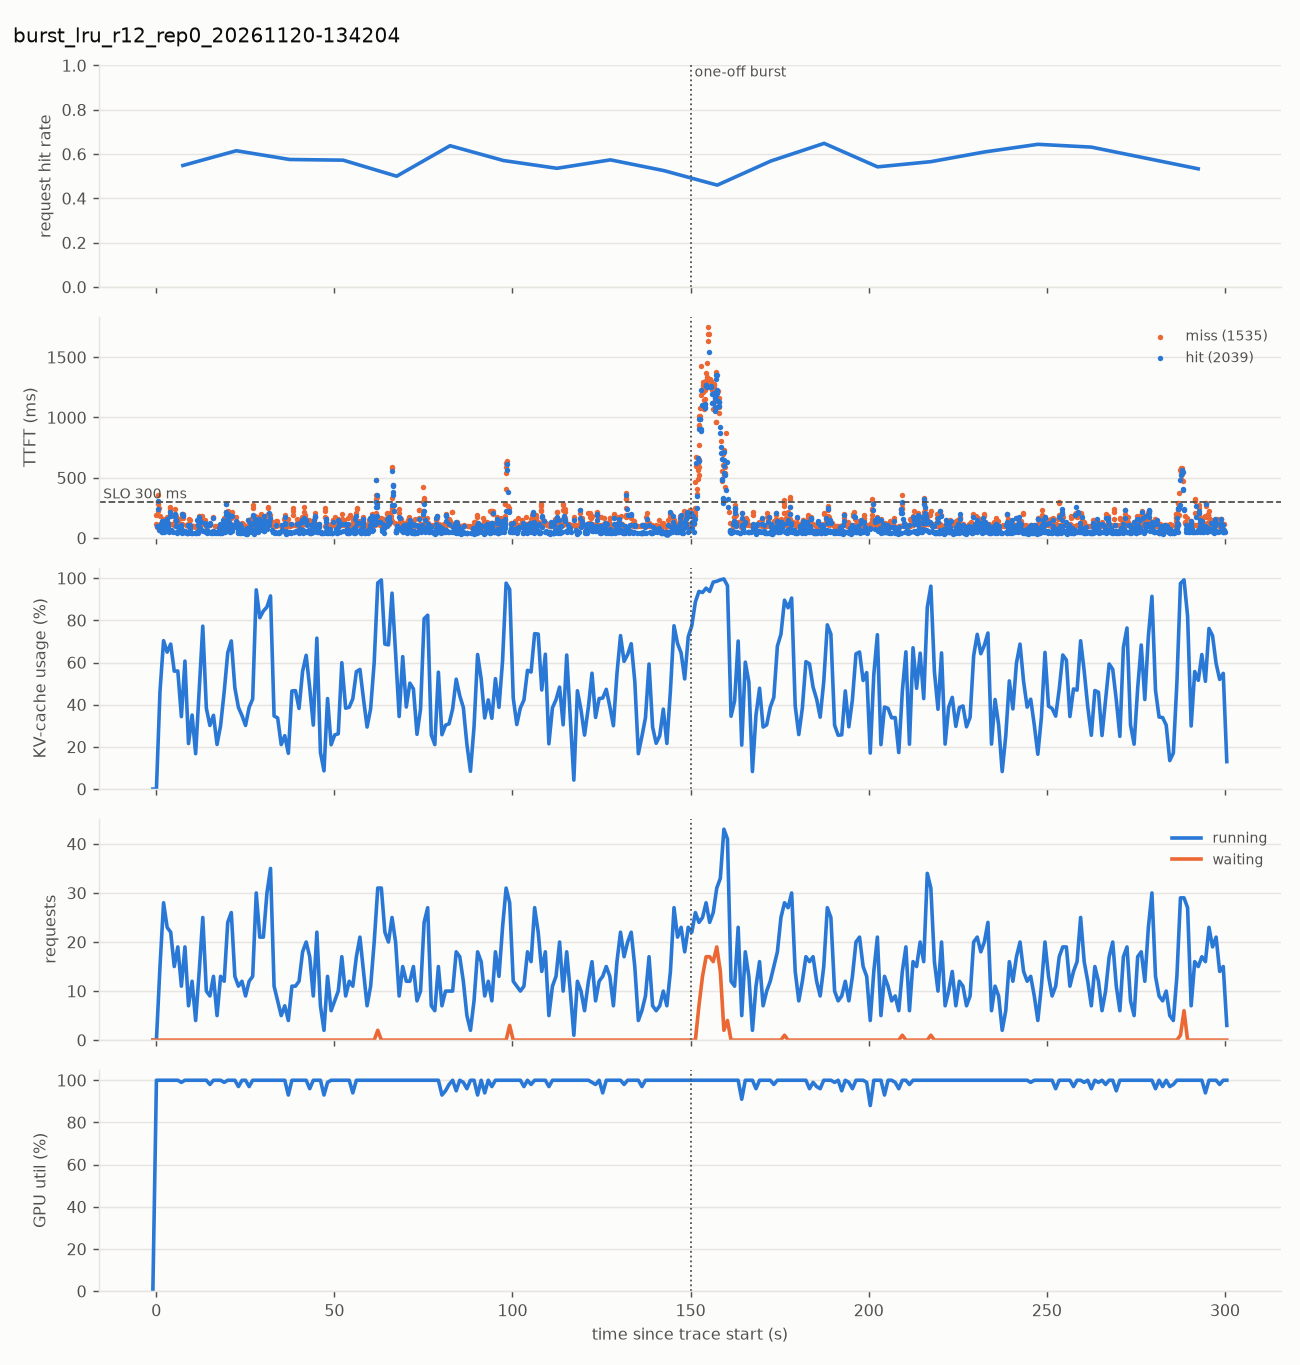 burst_lru_r12_rep0_20261120-134204
one-off burst
request hit rate
1.0
0.8
0.6
0.4
0.2
0.0
miss (1535)
hit (2039)
TTFT (ms)
1500
1000
500
0
SLO 300 ms
KV-cache usage (%)
100
80
60
40
20
0
running
waiting
requests
40
30
20
10
0
GPU util (%)
100
80
60
40
20
0
0 50 100 150 200 250 300
time since trace start (s)